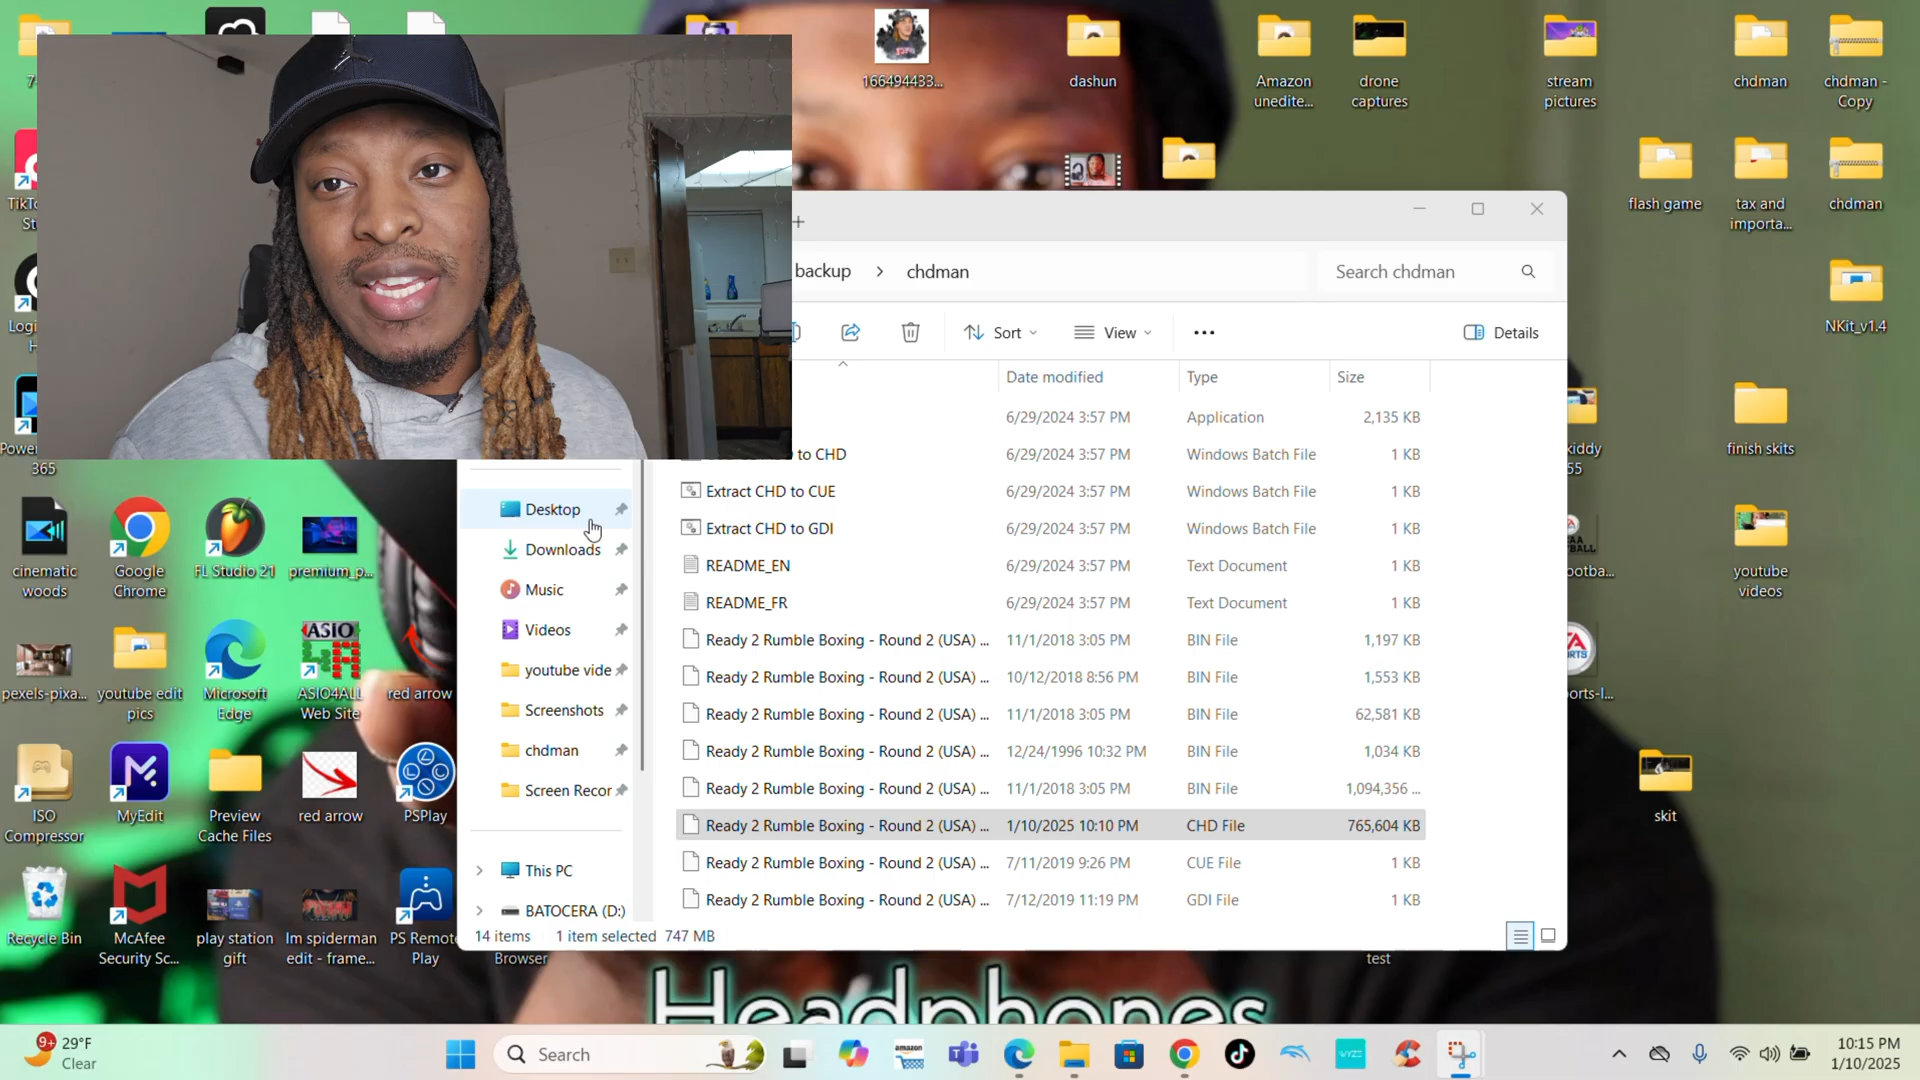 166494433...
dashun
Amazon
unedite...
drone
captures
stream
pictures
chdman
chdman -
Copy
flash game
tax and
importa...
chdman
NKit_v1.4
finish skits
youtube
videos
skit
test
backup > chdman
Search chdman
Sort
View
Details
Date modified
Type
Size
6/29/2024 3:57 PM Application 2,135 KB
to CHD 6/29/2024 3:57 PM Windows Batch File 1 KB
Extract CHD to CUE 6/29/2024 3:57 PM Windows Batch File 1 KB
Extract CHD to GDI 6/29/2024 3:57 PM Windows Batch File 1 KB
README_EN 6/29/2024 3:57 PM Text Document 1 KB
README_FR 6/29/2024 3:57 PM Text Document 1 KB
Ready 2 Rumble Boxing - Round 2 (USA) ... 11/1/2018 3:05 PM BIN File 1,197 KB
Ready 2 Rumble Boxing - Round 2 (USA) ... 10/12/2018 8:56 PM BIN File 1,553 KB
Ready 2 Rumble Boxing - Round 2 (USA) ... 11/1/2018 3:05 PM BIN File 62,581 KB
Ready 2 Rumble Boxing - Round 2 (USA) ... 12/24/1996 10:32 PM BIN File 1,034 KB
Ready 2 Rumble Boxing - Round 2 (USA) ... 11/1/2018 3:05 PM BIN File 1,094,356 ...
Ready 2 Rumble Boxing - Round 2 (USA) ... 1/10/2025 10:10 PM CHD File 765,604 KB
Ready 2 Rumble Boxing - Round 2 (USA) ... 7/11/2019 9:26 PM CUE File 1 KB
Ready 2 Rumble Boxing - Round 2 (USA) ... 7/12/2019 11:19 PM GDI File 1 KB
Desktop
Downloads
Music
Videos
youtube vide
Screenshots
chdman
Screen Recor
This PC
BATOCERA (D:)
14 items 1 item selected 747 MB
365
cinematic
woods
Google
Chrome
FL Studio 21
premium_p...
pexels-pixa...
youtube edit
pics
Microsoft
Edge
ASIO
ASIO4ALL
Web Site
red arrow
ISO
Compressor
MyEdit
Preview
Cache Files
red arrow
PSPlay
Recycle Bin
McAfee
Security Sc...
play station
gift
Im spiderman
edit - frame...
PS Remote
Play
Browser
Headphones
9+
29°F
Clear
Search
amazon
WYZE
10:15 PM
1/10/2025